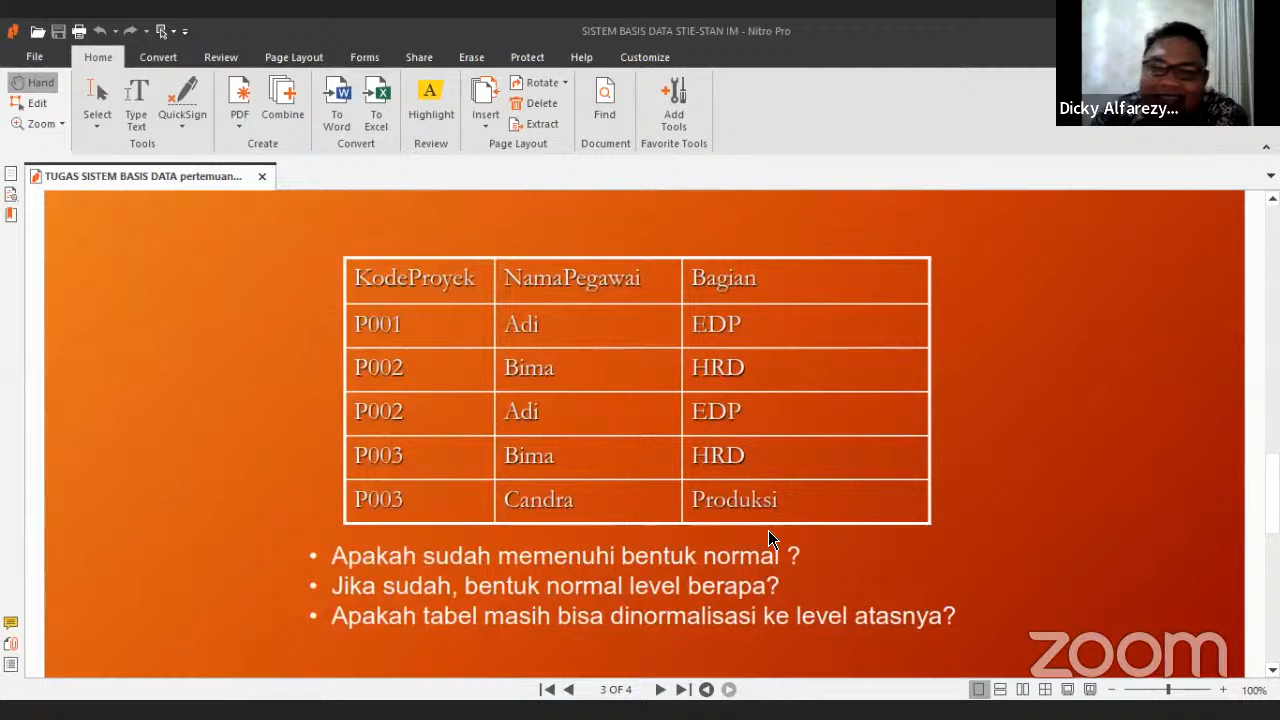 SISTEM BASIS DATA STIE-STAN IM - Nitro Pro
File Home Convert Review Page Layout Forms Share Erase Protect Help Customize
Hand
Edit
Zoom
Select
Type Text
QuickSign
Tools
PDF
Combine
Create
To Word
To Excel
Convert
Highlight
Review
Insert
Rotate
Delete
Extract
Page Layout
Find
Document
Add Tools
Favorite Tools
Dicky Alfarezy...
TUGAS SISTEM BASIS DATA pertemuan...
KodeProyek NamaPegawai Bagian
P001 Adi EDP
P002 Bima HRD
P002 Adi EDP
P003 Bima HRD
P003 Candra Produksi
• Apakah sudah memenuhi bentuk normal ?
• Jika sudah, bentuk normal level berapa?
• Apakah tabel masih bisa dinormalisasi ke level atasnya?
zoom
3 OF 4
100%